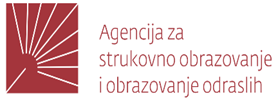 Agencija za
strukovno obrazovanje
i obrazovanje odraslih